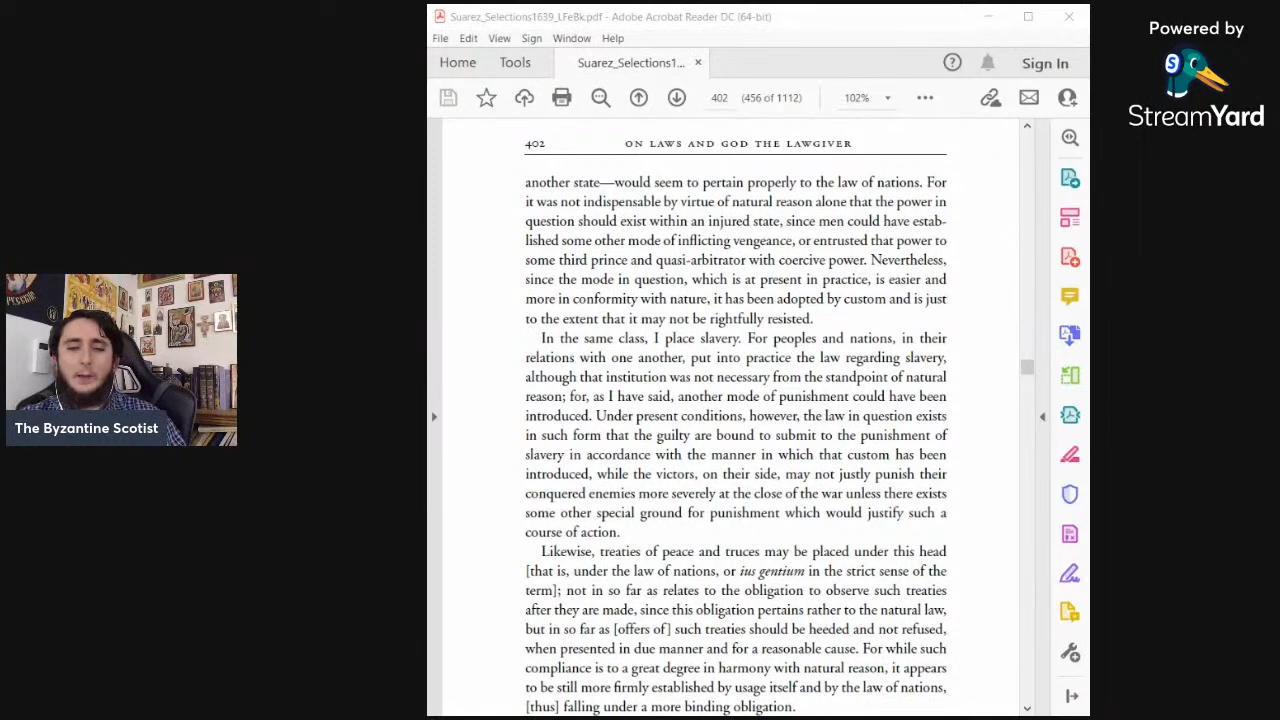 Suarez_Selections1639_LFeBk.pdf - Adobe Acrobat Reader DC (64-bit)
File Edit View Sign Window Help
Home Tools Suarez_Selections1... × Sign In
402 (456 of 1112) 102%
Powered by
S
StreamYard
The Byzantine Scotist
402 ON LAWS AND GOD THE LAWGIVER
another state—would seem to pertain properly to the law of nations. For
it was not indispensable by virtue of natural reason alone that the power in
question should exist within an injured state, since men could have estab-
lished some other mode of inflicting vengeance, or entrusted that power to
some third prince and quasi-arbitrator with coercive power. Nevertheless,
since the mode in question, which is at present in practice, is easier and
more in conformity with nature, it has been adopted by custom and is just
to the extent that it may not be rightfully resisted.
In the same class, I place slavery. For peoples and nations, in their
relations with one another, put into practice the law regarding slavery,
although that institution was not necessary from the standpoint of natural
reason; for, as I have said, another mode of punishment could have been
introduced. Under present conditions, however, the law in question exists
in such form that the guilty are bound to submit to the punishment of
slavery in accordance with the manner in which that custom has been
introduced, while the victors, on their side, may not justly punish their
conquered enemies more severely at the close of the war unless there exists
some other special ground for punishment which would justify such a
course of action.
Likewise, treaties of peace and truces may be placed under this head
[that is, under the law of nations, or ius gentium in the strict sense of the
term]; not in so far as relates to the obligation to observe such treaties
after they are made, since this obligation pertains rather to the natural law,
but in so far as [offers of] such treaties should be heeded and not refused,
when presented in due manner and for a reasonable cause. For while such
compliance is to a great degree in harmony with natural reason, it appears
to be still more firmly established by usage itself and by the law of nations,
[thus] falling under a more binding obligation.